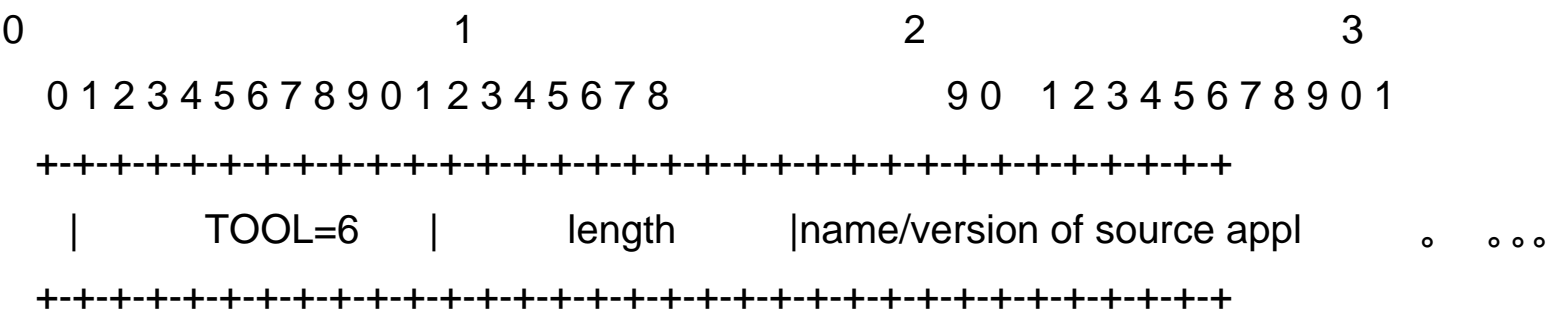 0 1 2 3
0 1 2 3 4 5 6 7 8 9 0 1 2 3 4 5 6 7 8 9 0 1 2 3 4 5 6 7 8 9 0 1
+-+-+-+-+-+-+-+-+-+-+-+-+-+-+-+-+-+-+-+-+-+-+-+-+-+-+-+-+-+-+-+-+
| TOOL=6 | length |name/version of source appl 。 。。。
+-+-+-+-+-+-+-+-+-+-+-+-+-+-+-+-+-+-+-+-+-+-+-+-+-+-+-+-+-+-+-+-+